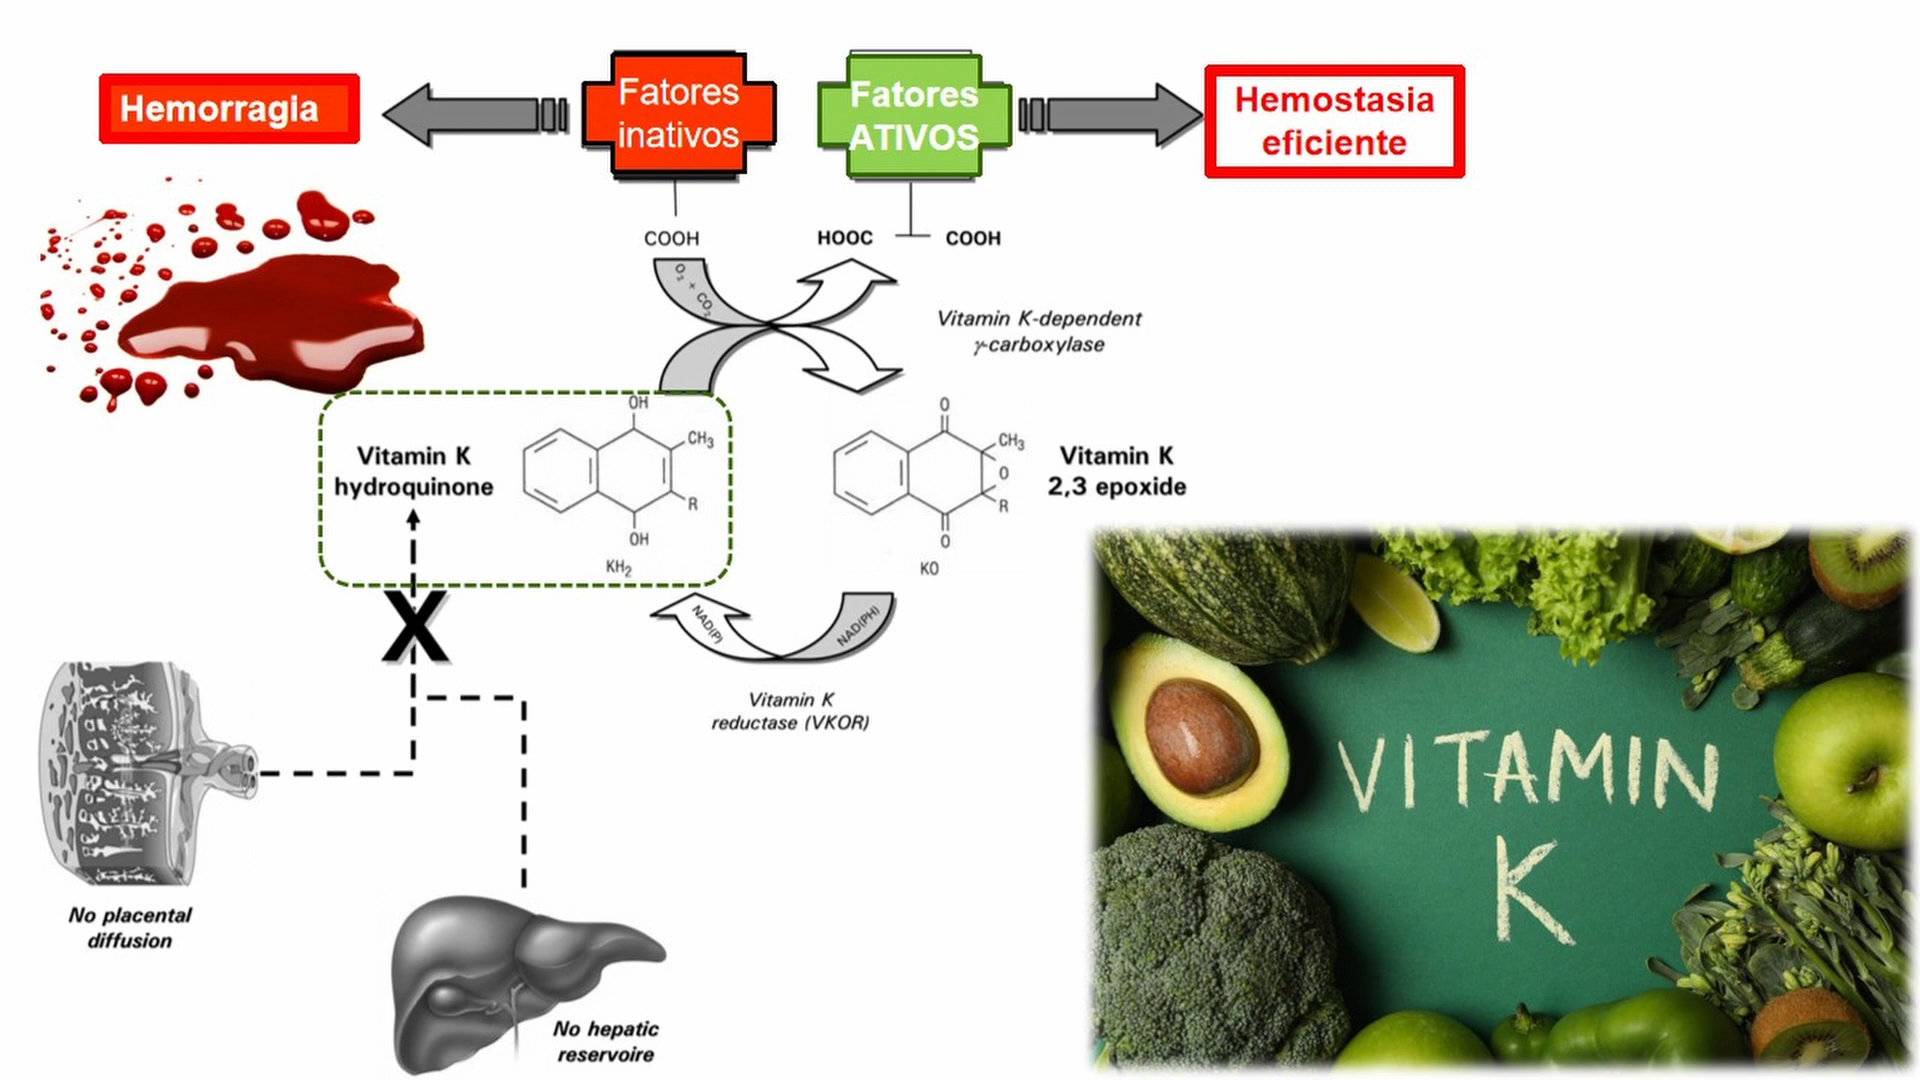 Hemorragia
Fatores
inativos
Fatores
ATIVOS
Hemostasia
eficiente
COOH
HOOC
COOH
O₂ + CO₂
Vitamin K-dependent
γ-carboxylase
Vitamin K
hydroquinone
OH
CH₃
R
OH
KH₂
O
CH₃
O
R
O
KO
Vitamin K
2,3 epoxide
X
NAD(P)
NAD(PH)
Vitamin K
reductase (VKOR)
No placental
diffusion
No hepatic
reservoire
VITAMIN
K